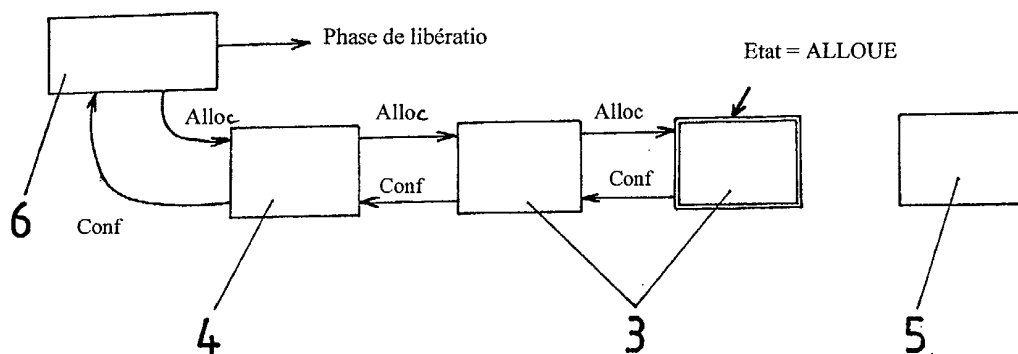 Phase de libératio
Etat = ALLOUE
Alloc
Alloc
Alloc
Conf
Conf
Conf
6
4
3
5